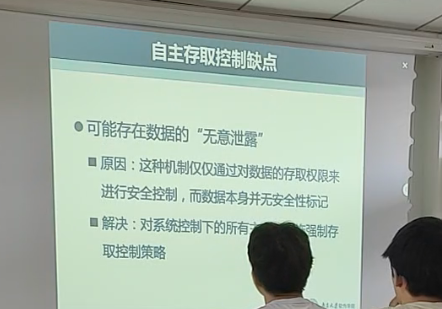 自主存取控制缺点
可能存在数据的“无意泄露”
原因：这种机制仅仅通过对数据的存取权限来
进行安全控制，而数据本身并无安全性标记
解决：对系统控制下的所有 强制存
取控制策略